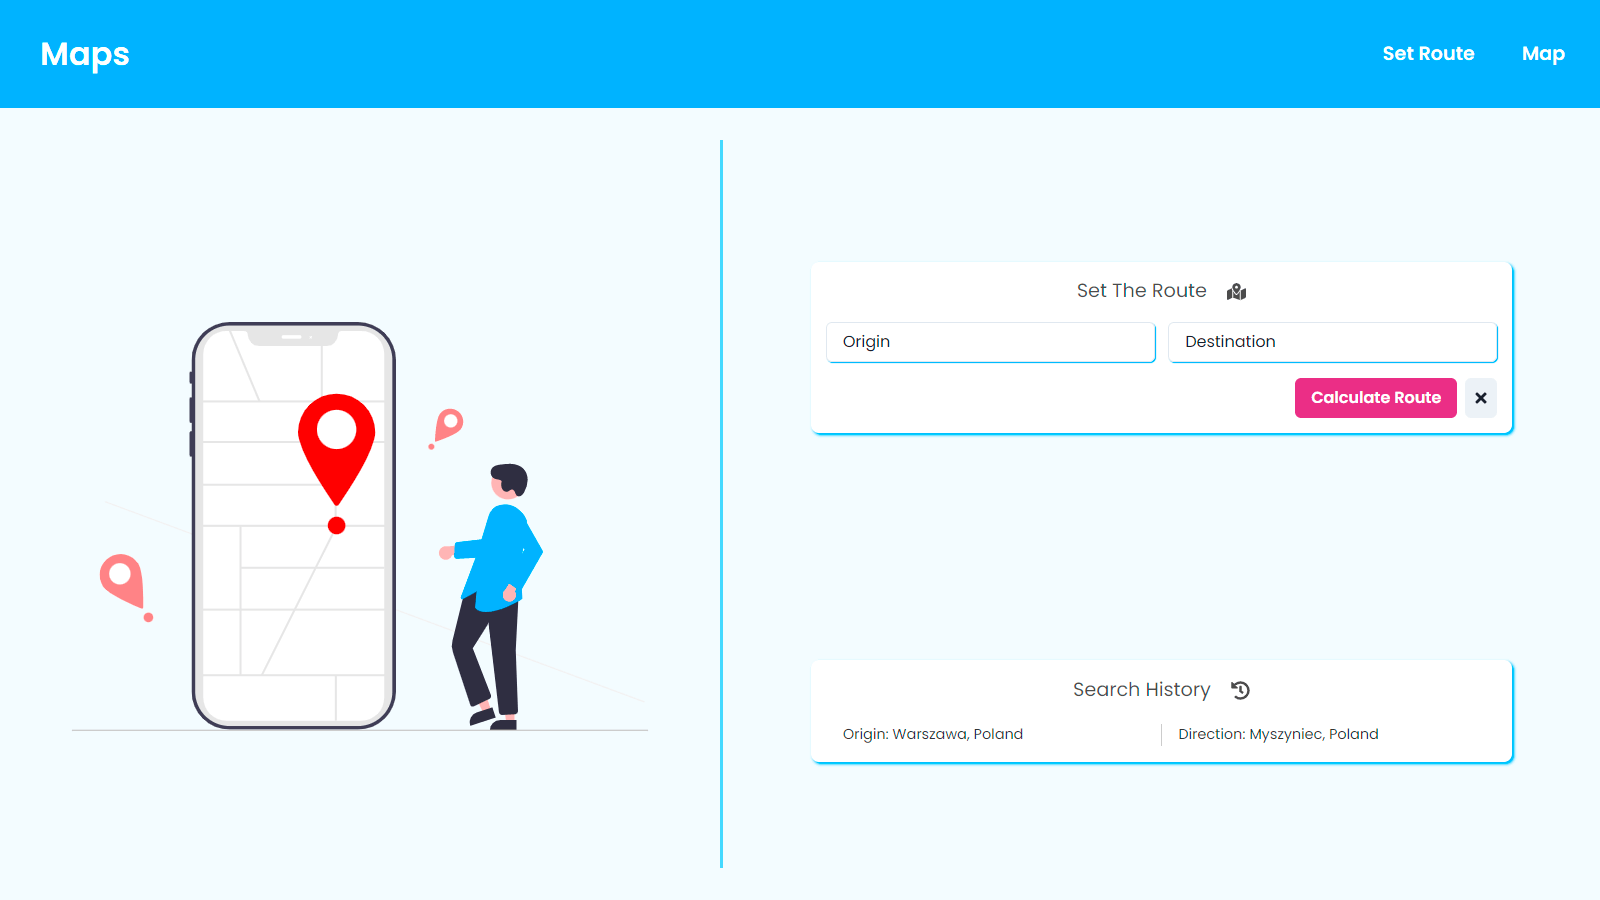 Maps
Set Route
Map
Set The Route
Origin
Destination
Calculate Route
Search History
Origin: Warszawa, Poland
Direction: Myszyniec, Poland